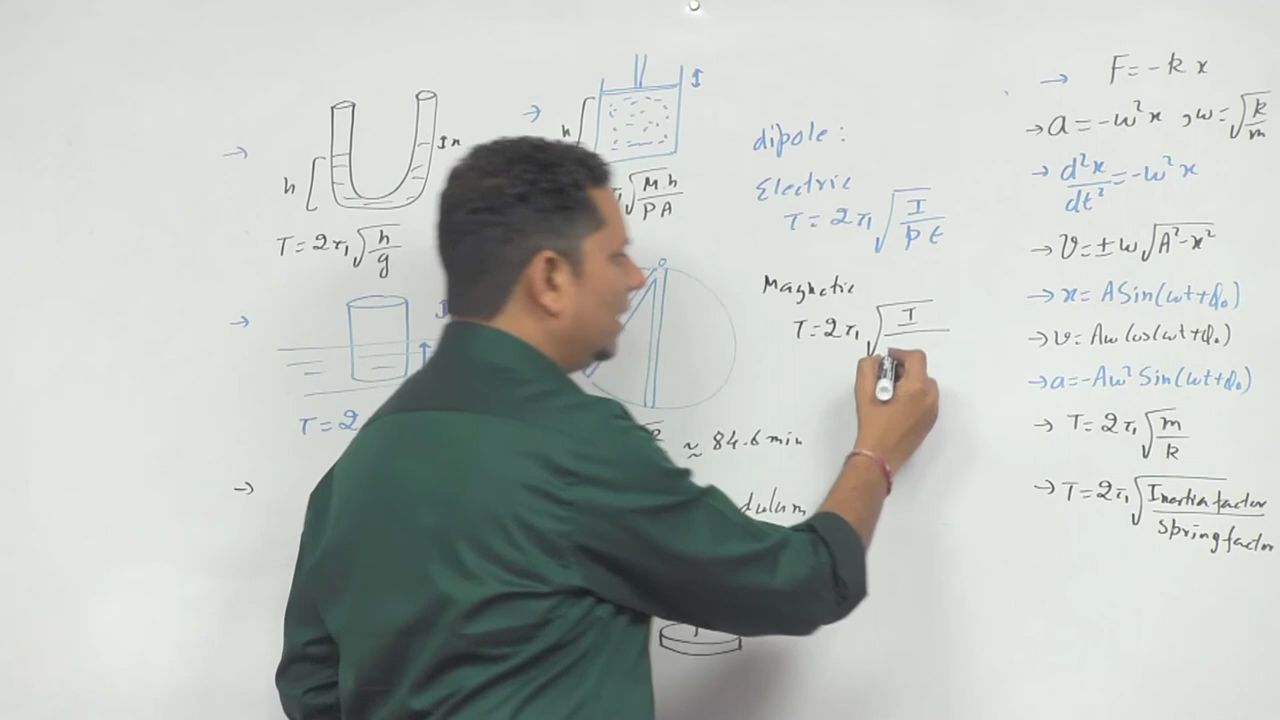 h
x
T = 2π√(h/g)
T = 2
h
√(Mh/PA)
≈ 84.6 min
dulum
dipole :
Electric
T = 2π√(I/pE)
Magnetic
T = 2π√(I/
→ F = -kx
→ a = -ω²x , ω = √(k/m)
→ d²x/dt² = -ω²x
→ v = ±ω√(A²-x²)
→ x = A Sin(ωt+φ₀)
→ v = Aω Cos(ωt+φ₀)
→ a = -Aω² Sin(ωt+φ₀)
→ T = 2π√(m/k)
→ T = 2π√(Inertia factor/Spring factor)